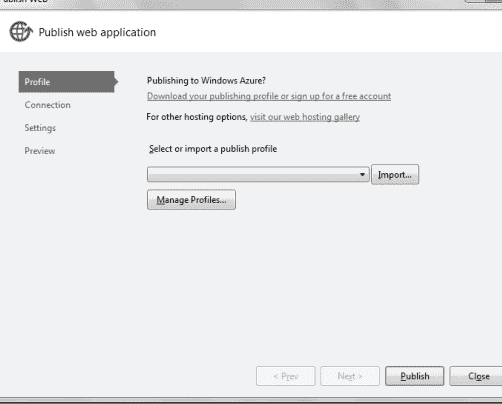 Publish web application
Profile
Publishing to Windows Azure?
Download your publishing profile or sign up for a free account
Connection
For other hosting options, visit our web hosting gallery
Settings
Preview
Select or import a publish profile
Import...
Manage Profiles...
< Prev
Next >
Publish
Close